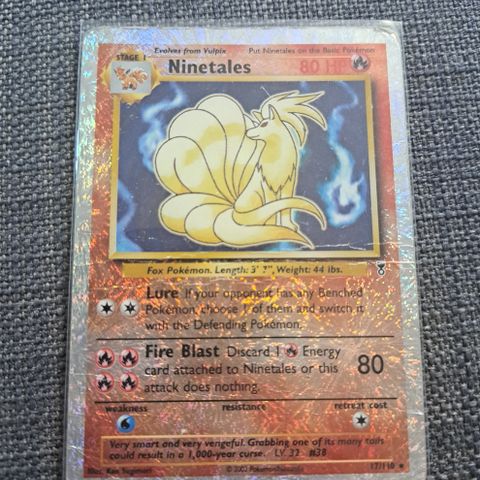 STAGE 1
Evolves from Vulpix
Put Ninetales on the Basic Pokémon
Ninetales
80 HP
Fox Pokémon. Length: 3' 7", Weight: 44 lbs.
Lure If your opponent has any Benched
Pokémon, choose 1 of them and switch it
with the Defending Pokémon.
Fire Blast Discard 1 Energy
card attached to Ninetales or this
attack does nothing.
80
weakness
resistance
retreat cost
Very smart and very vengeful. Grabbing one of its many tails
could result in a 1,000-year curse. LV. 32 #38
Illus. Ken Sugimori
© 2002 Pokémon/Nintendo
17/110 ★